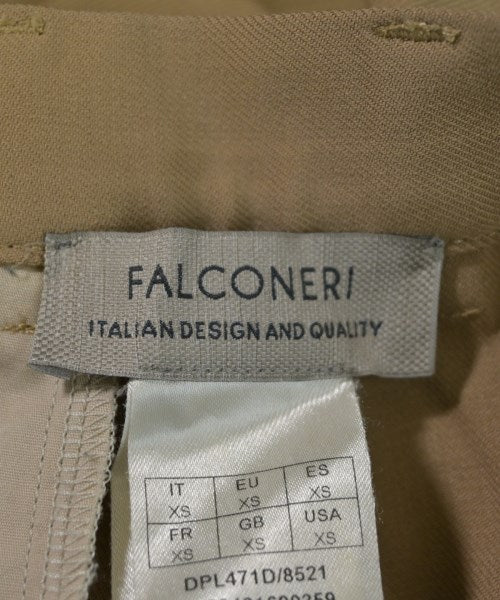 FALCONERI
ITALIAN DESIGN AND QUALITY
IT EU ES
XS XS XS
FR GB USA
XS XS XS
DPL471D/8521